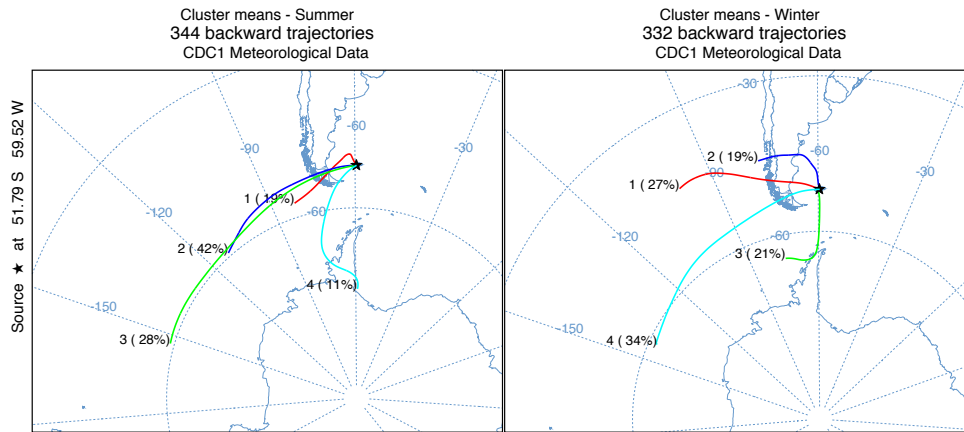 Cluster means - Summer
344 backward trajectories
CDC1 Meteorological Data
Source ★ at 51.79 S 59.52 W
-60
-90
-30
1 ( 19%)
-60
-120
2 ( 42%)
4 ( 11%)
-150
3 ( 28%)
Cluster means - Winter
332 backward trajectories
CDC1 Meteorological Data
-30
2 ( 19%)
-60
-30
1 ( 27%)
-90
-120
-60
3 ( 21%)
-150
4 ( 34%)